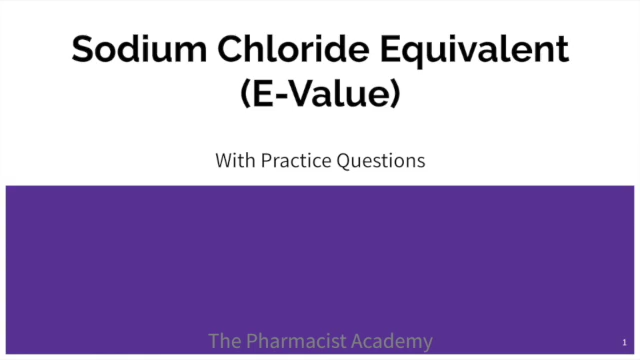 Sodium Chloride Equivalent
(E-Value)
With Practice Questions
The Pharmacist Academy
1